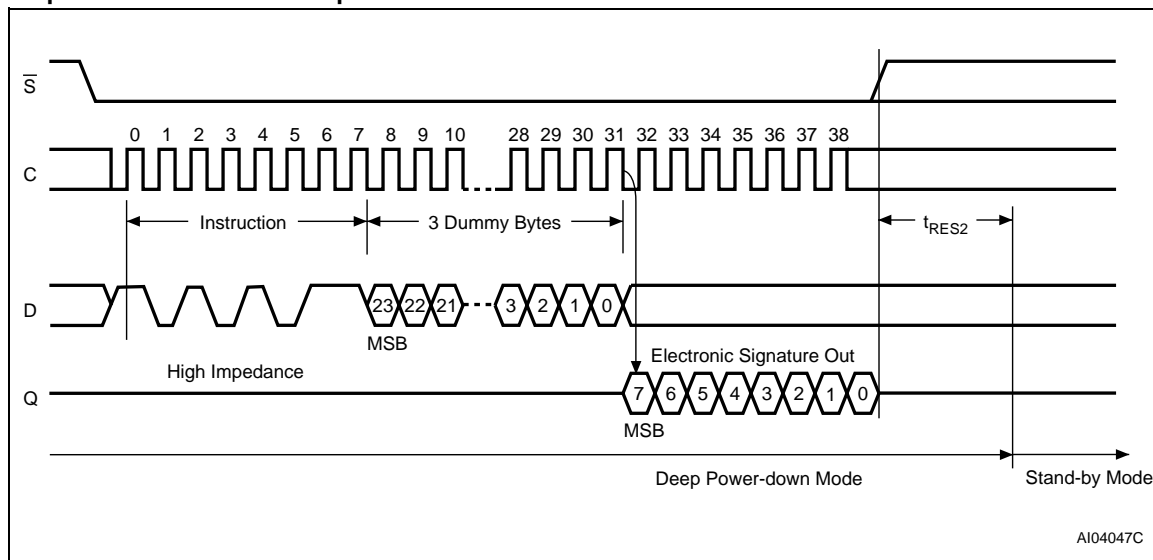 S
0 1 2 3 4 5 6 7 8 9 10 28 29 30 31 32 33 34 35 36 37 38
C
Instruction 3 Dummy Bytes tRES2
D 23 22 21 3 2 1 0
MSB
High Impedance Electronic Signature Out
Q 7 6 5 4 3 2 1 0
MSB
Deep Power-down Mode Stand-by Mode
AI04047C